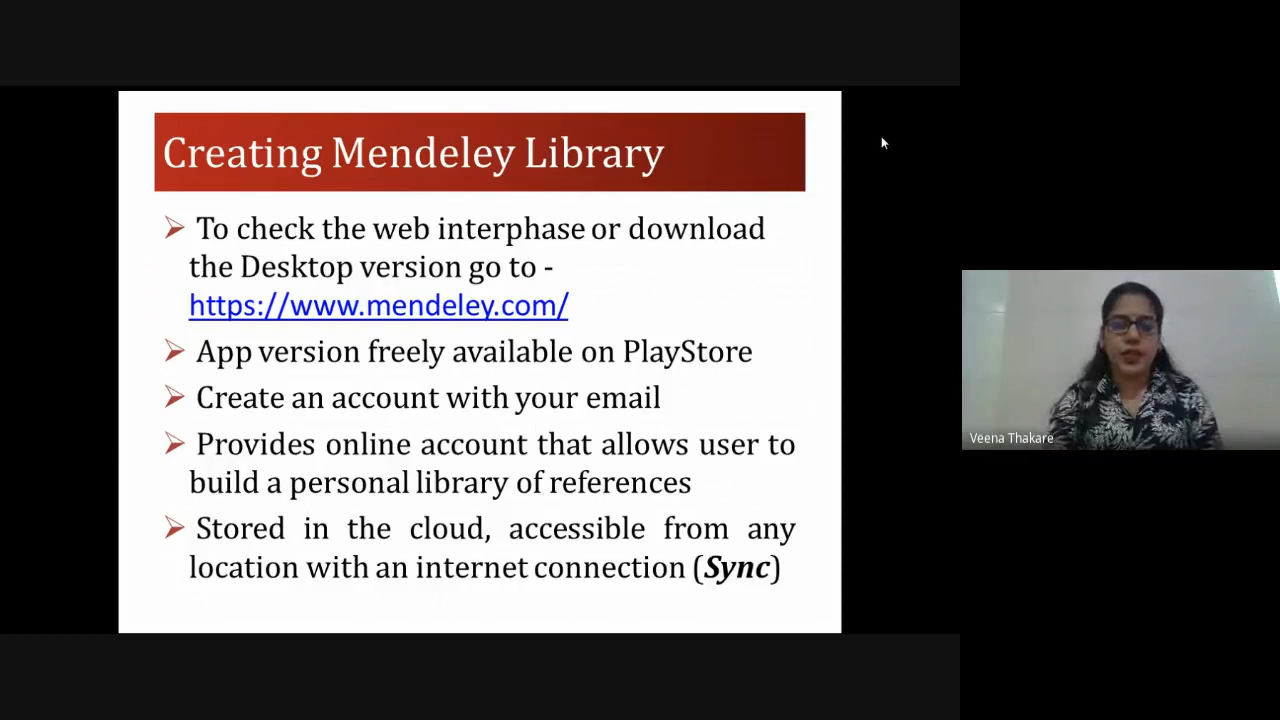 Creating Mendeley Library
To check the web interphase or download
the Desktop version go to -
https://www.mendeley.com/
App version freely available on PlayStore
Create an account with your email
Provides online account that allows user to
build a personal library of references
Stored in the cloud, accessible from any
location with an internet connection (Sync)
Veena Thakare